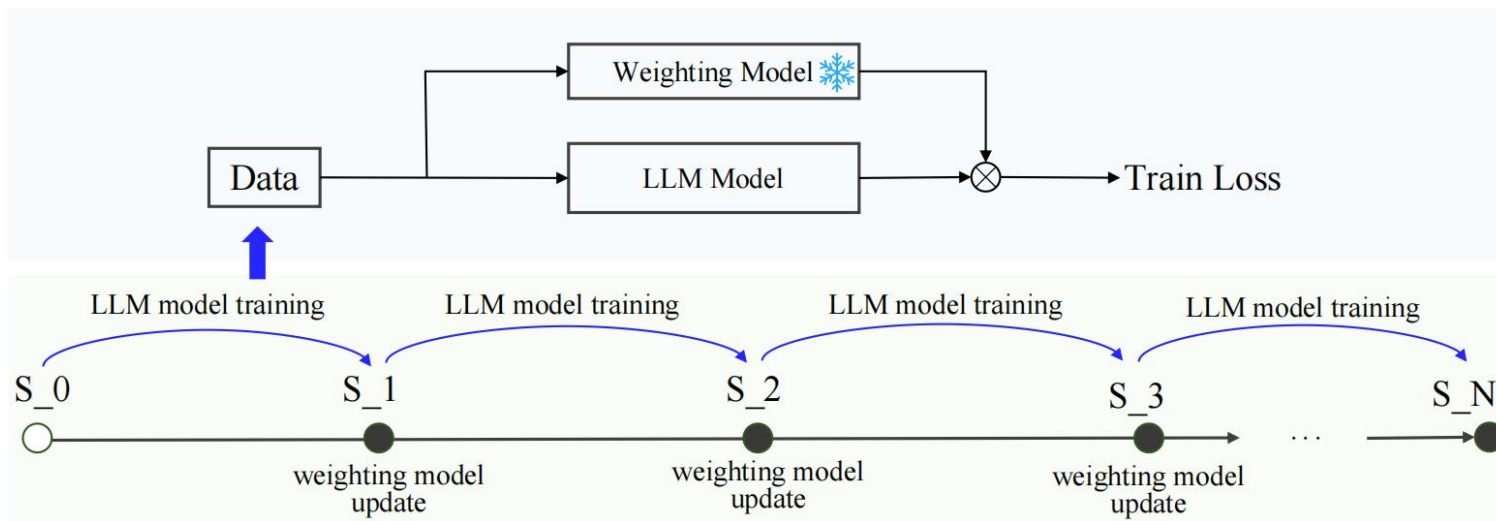 Weighting Model
Data
LLM Model
Train Loss
LLM model training
LLM model training
LLM model training
LLM model training
S_0
S_1
S_2
S_3
S_N
...
weighting model
update
weighting model
update
weighting model
update